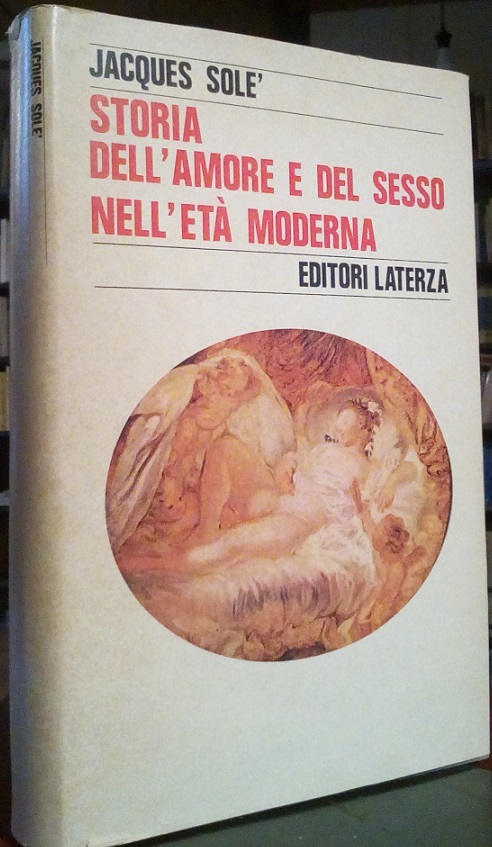 JACQUES SOLE'
JACQUES SOLE'
STORIA
DELL'AMORE E DEL SESSO
NELL'ETÀ MODERNA
EDITORI LATERZA